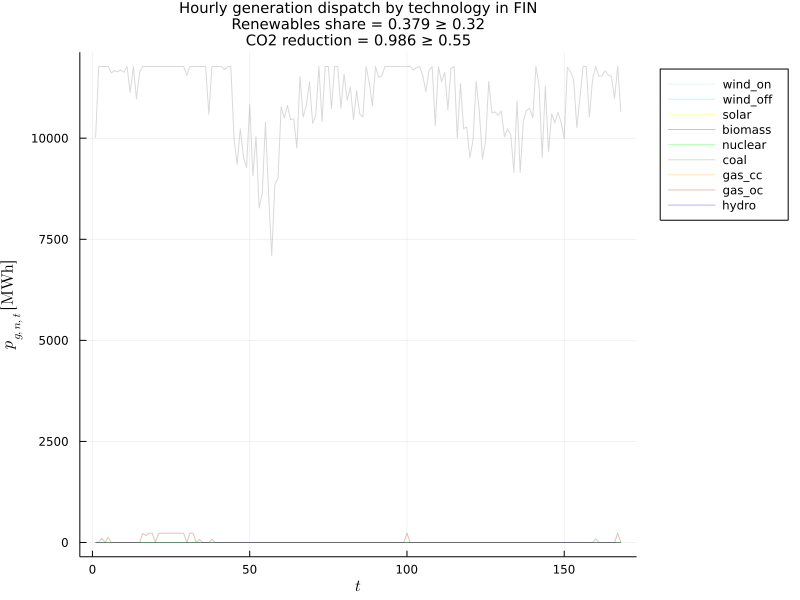 Hourly generation dispatch by technology in FIN
Renewables share = 0.379 ≥ 0.32
CO2 reduction = 0.986 ≥ 0.55
wind_on
wind_off
solar
biomass
nuclear
coal
gas_cc
gas_oc
hydro
10000
7500
5000
2500
0
p g, n, t [MWh]
0 50 100 150
t